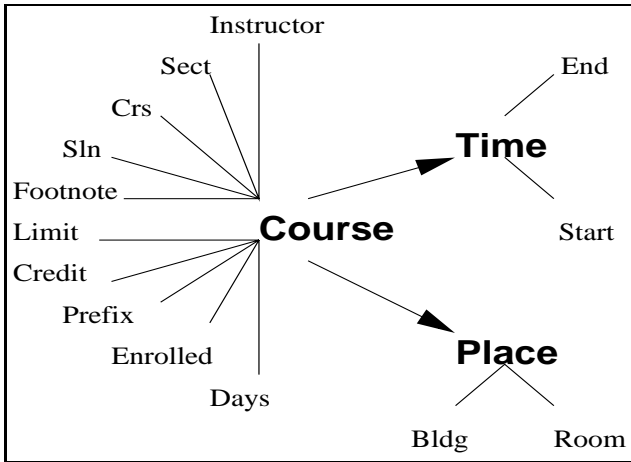 Instructor
Sect
End
Crs
Time
Sln
Footnote
Limit
Course
Start
Credit
Prefix
Enrolled
Place
Days
Bldg
Room